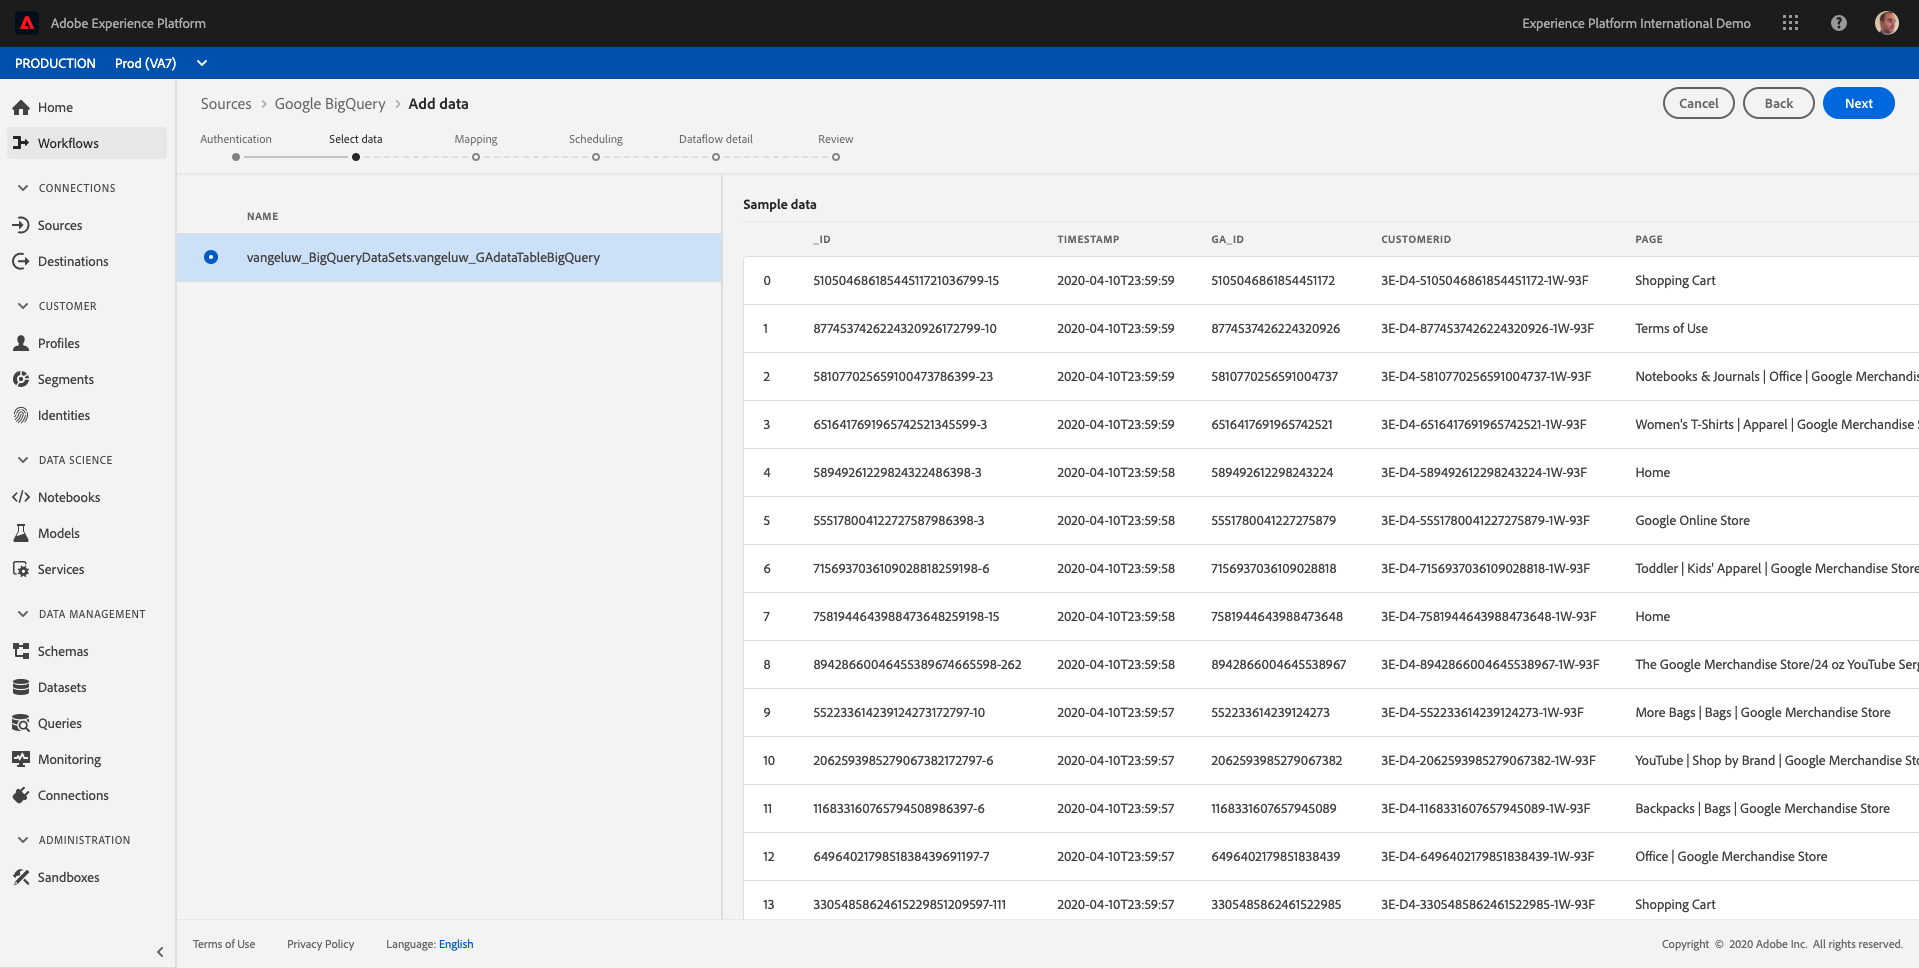 Adobe Experience Platform
Experience Platform International Demo
PRODUCTION Prod (VA7)
Home
Workflows
CONNECTIONS
Sources
Destinations
CUSTOMER
Profiles
Segments
Identities
DATA SCIENCE
Notebooks
Models
Services
DATA MANAGEMENT
Schemas
Datasets
Queries
Monitoring
Connections
ADMINISTRATION
Sandboxes
Sources > Google BigQuery > Add data
Cancel Back Next
Authentication Select data Mapping Scheduling Dataflow detail Review
NAME
vangeluw_BigQueryDataSets.vangeluw_GAdataTableBigQuery
Sample data
_ID TIMESTAMP GA_ID CUSTOMERID PAGE
0 51050468618544511721036799-15 2020-04-10T23:59:59 5105046861854451172 3E-D4-5105046861854451172-1W-93F Shopping Cart
1 8774537426224320926172799-10 2020-04-10T23:59:59 8774537426224320926 3E-D4-8774537426224320926-1W-93F Terms of Use
2 581077025659100473786399-23 2020-04-10T23:59:59 5810770256591004737 3E-D4-5810770256591004737-1W-93F Notebooks & Journals | Office | Google Merchandis
3 6516417691965742521345599-3 2020-04-10T23:59:59 6516417691965742521 3E-D4-6516417691965742521-1W-93F Women's T-Shirts | Apparel | Google Merchandise
4 58949261229824322486398-3 2020-04-10T23:59:58 589492612298243224 3E-D4-589492612298243224-1W-93F Home
5 555178004122727587986398-3 2020-04-10T23:59:58 5551780041227275879 3E-D4-5551780041227275879-1W-93F Google Online Store
6 7156937036109028818259198-6 2020-04-10T23:59:58 7156937036109028818 3E-D4-7156937036109028818-1W-93F Toddler | Kids' Apparel | Google Merchandise Store
7 7581944643988473648259198-15 2020-04-10T23:59:58 7581944643988473648 3E-D4-7581944643988473648-1W-93F Home
8 89428660046455389674665598-262 2020-04-10T23:59:58 8942866004645538967 3E-D4-8942866004645538967-1W-93F The Google Merchandise Store/24 oz YouTube Serg
9 552233614239124273172797-10 2020-04-10T23:59:57 552233614239124273 3E-D4-552233614239124273-1W-93F More Bags | Bags | Google Merchandise Store
10 2062593985279067382172797-6 2020-04-10T23:59:57 2062593985279067382 3E-D4-2062593985279067382-1W-93F YouTube | Shop by Brand | Google Merchandise Sto
11 116833160765794508986397-6 2020-04-10T23:59:57 1168331607657945089 3E-D4-1168331607657945089-1W-93F Backpacks | Bags | Google Merchandise Store
12 6496402179851838439691197-7 2020-04-10T23:59:57 6496402179851838439 3E-D4-6496402179851838439-1W-93F Office | Google Merchandise Store
13 33054858624615229851209597-111 2020-04-10T23:59:57 3305485862461522985 3E-D4-3305485862461522985-1W-93F Shopping Cart
Terms of Use Privacy Policy Language: English
Copyright © 2020 Adobe Inc. All rights reserved.